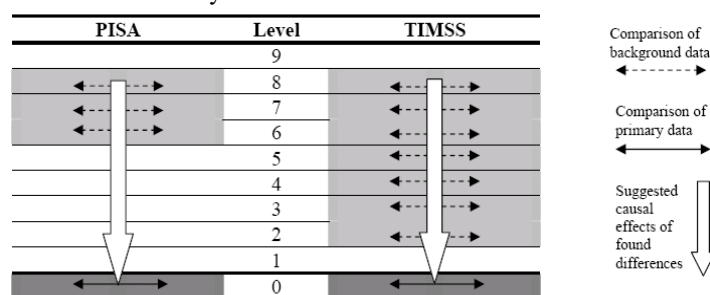 PISA Level TIMSS
9
8
7
6
5
4
3
2
1
0
Comparison of
background data
Comparison of
primary data
Suggested
causal
effects of
found
differences